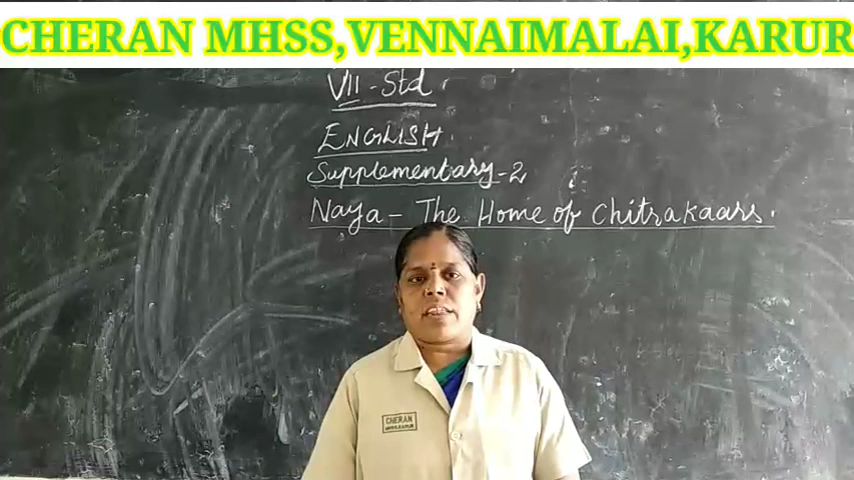 CHERAN MHSS,VENNAIMALAI,KARUR
VII - Std
ENGLISH
Supplementary-2
Naya - The Home of Chitrakaars.
CHERAN